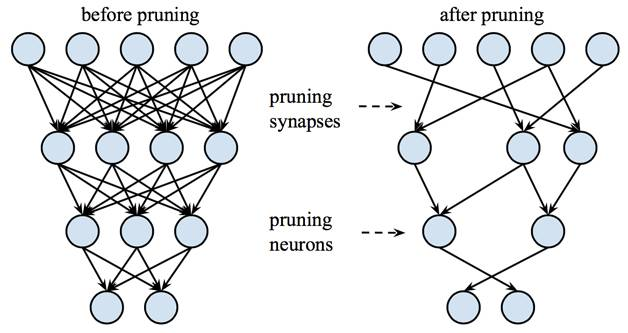 before pruning
after pruning
pruning
synapses
pruning
neurons